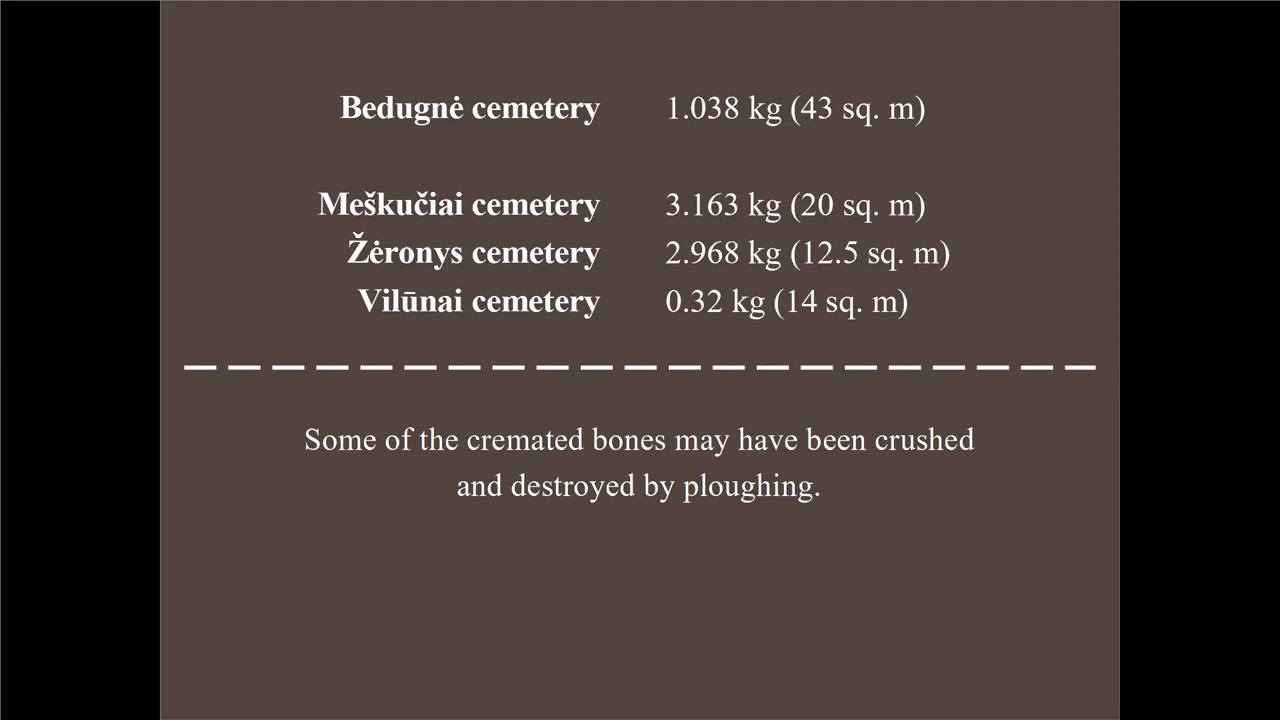 Bedugnė cemetery 1.038 kg (43 sq. m)
Meškučiai cemetery 3.163 kg (20 sq. m)
Žėronys cemetery 2.968 kg (12.5 sq. m)
Vilūnai cemetery 0.32 kg (14 sq. m)
Some of the cremated bones may have been crushed
and destroyed by ploughing.